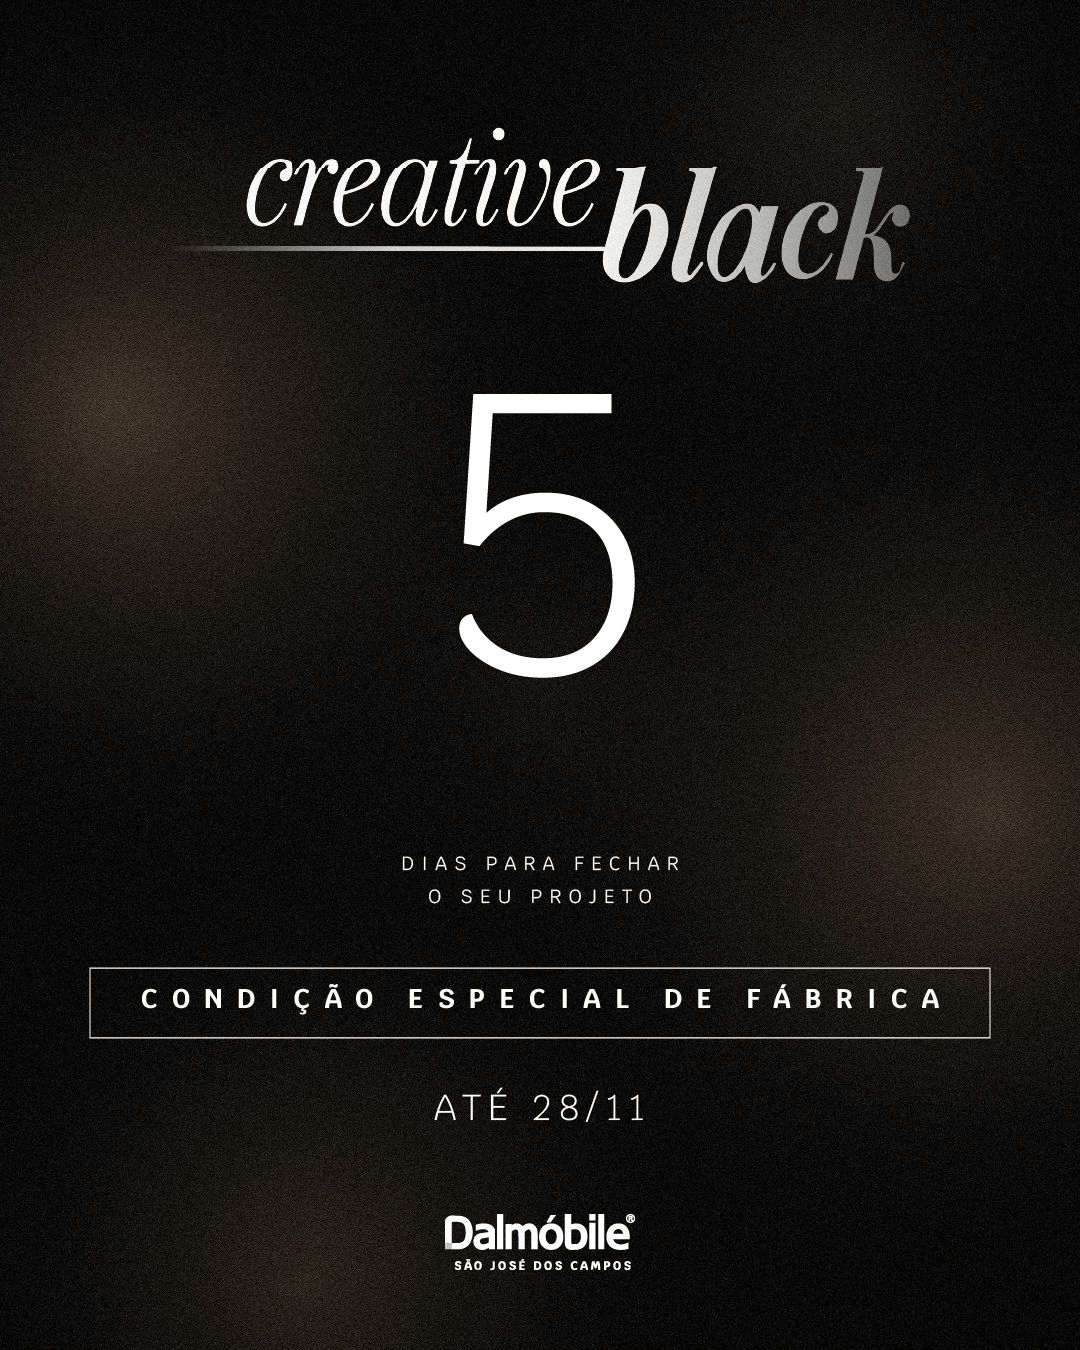 creative black
5
DIAS PARA FECHAR
O SEU PROJETO
CONDIÇÃO ESPECIAL DE FÁBRICA
ATÉ 28/11
Dalmóbile®
SÃO JOSÉ DOS CAMPOS